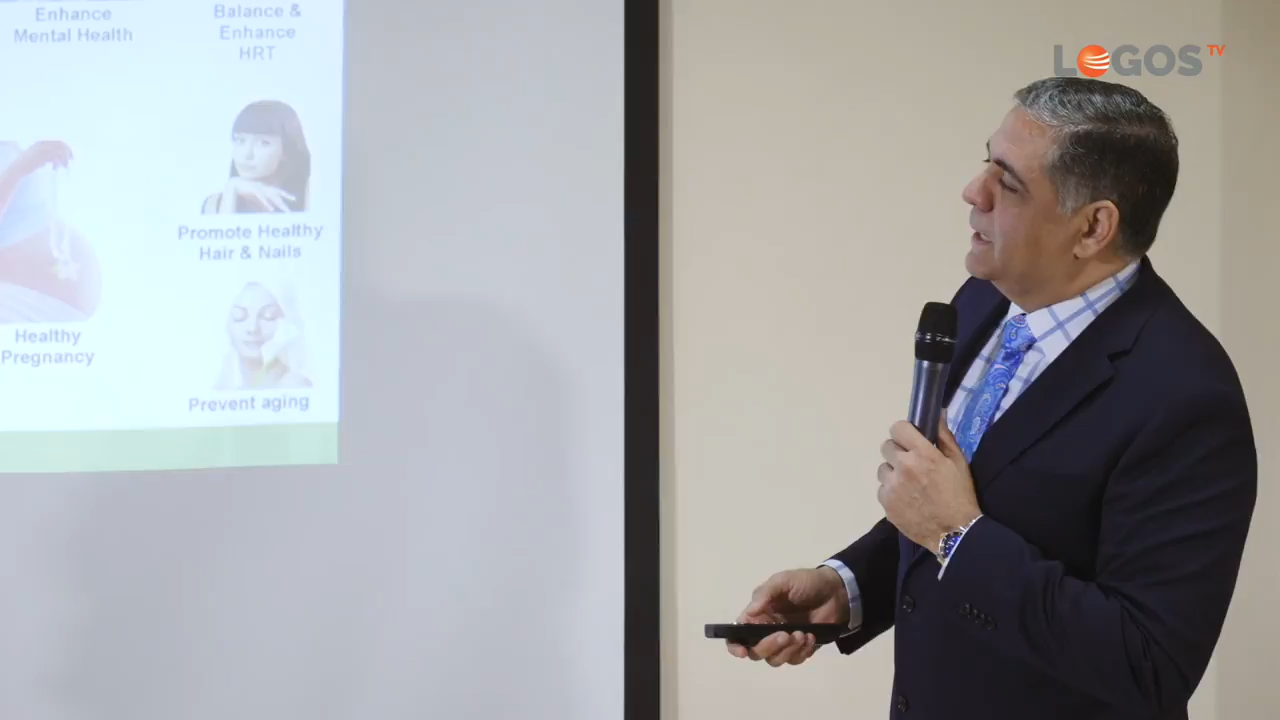 Enhance
Mental Health
Balance &
Enhance
HRT
Promote Healthy
Hair & Nails
Healthy
Pregnancy
Prevent aging
LOGOS TV